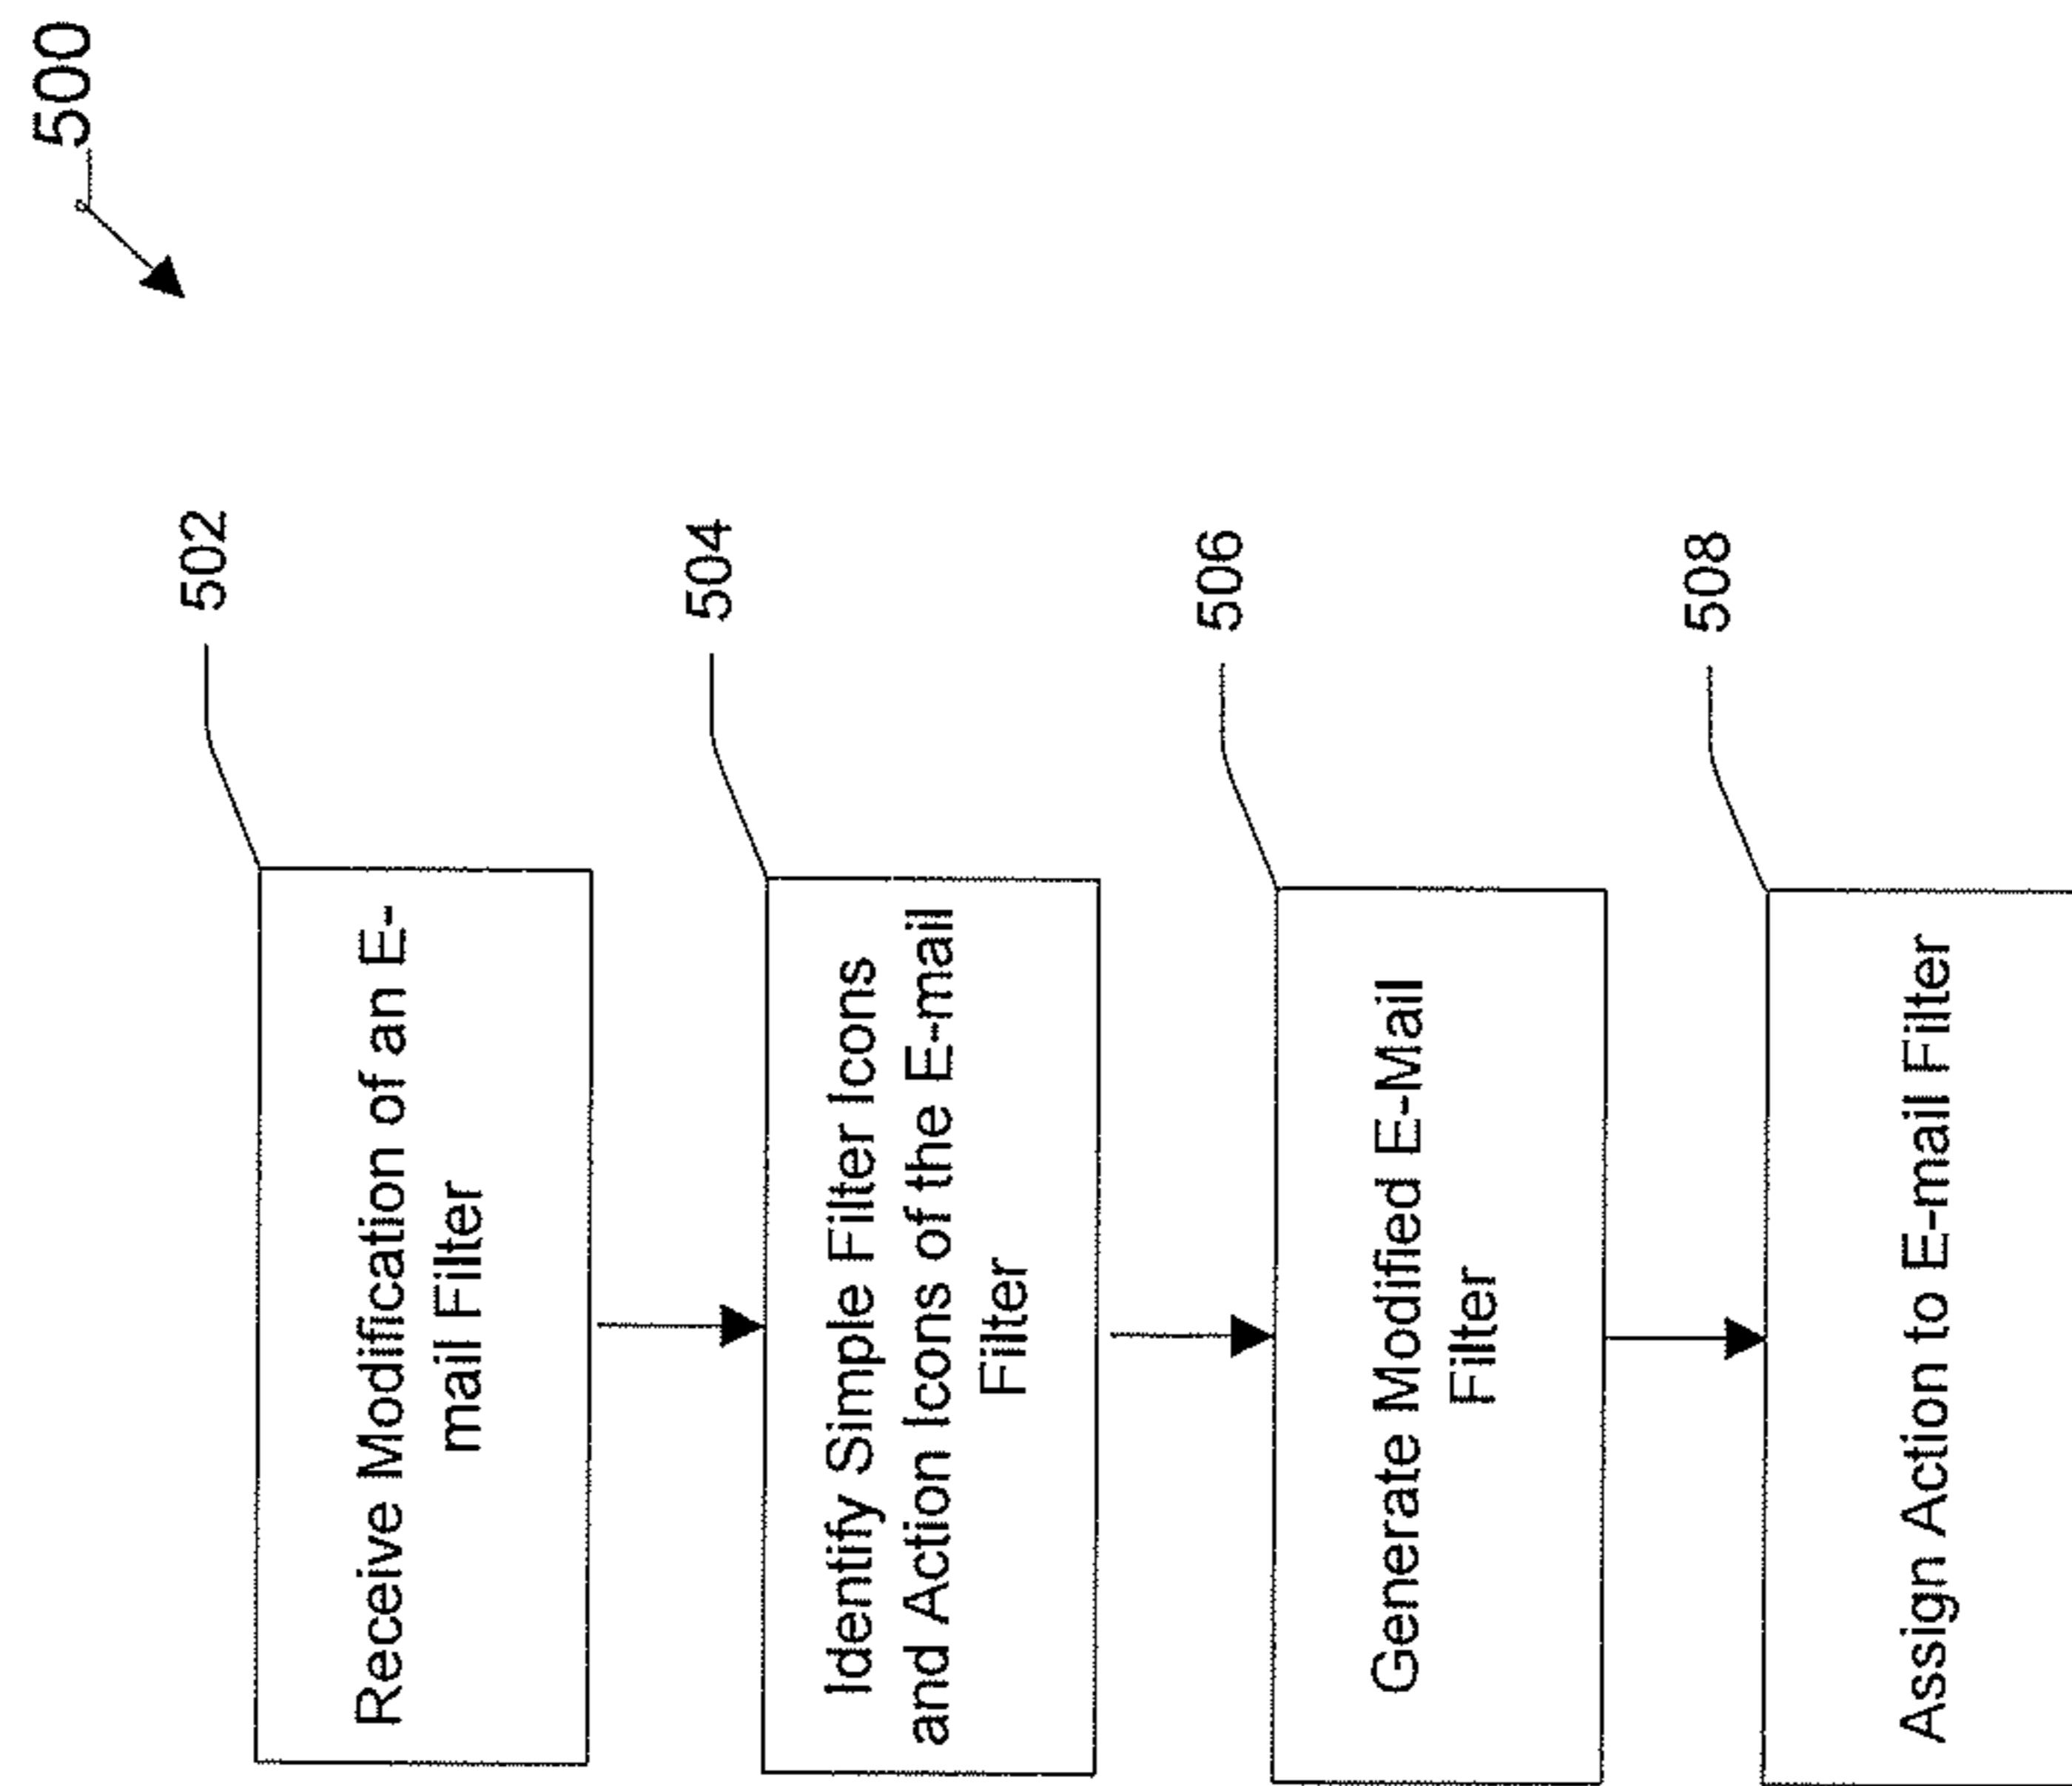 500
502
Receive Modification of an E-
mail Filter
504
Identify Simple Filter Icons
and Action Icons of the E-mail
Filter
506
Generate Modified E-Mail
Filter
508
Assign Action to E-mail Filter